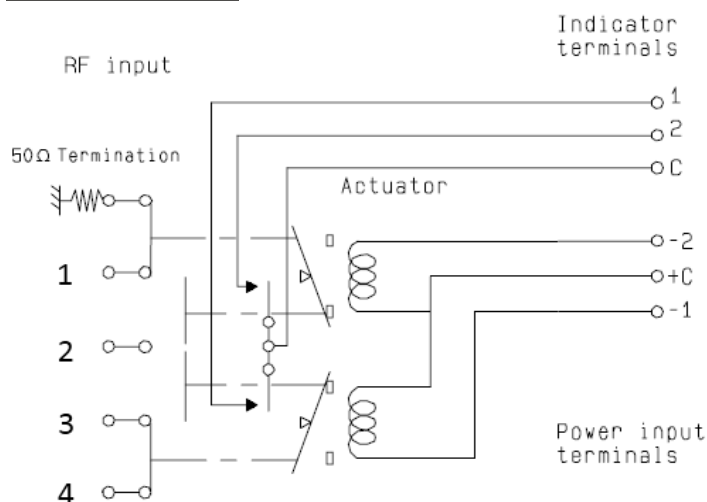 Indicator
terminals
RF input
1
2
50Ω Termination
C
Actuator
-2
1
+C
-1
2
3
Power input
terminals
4